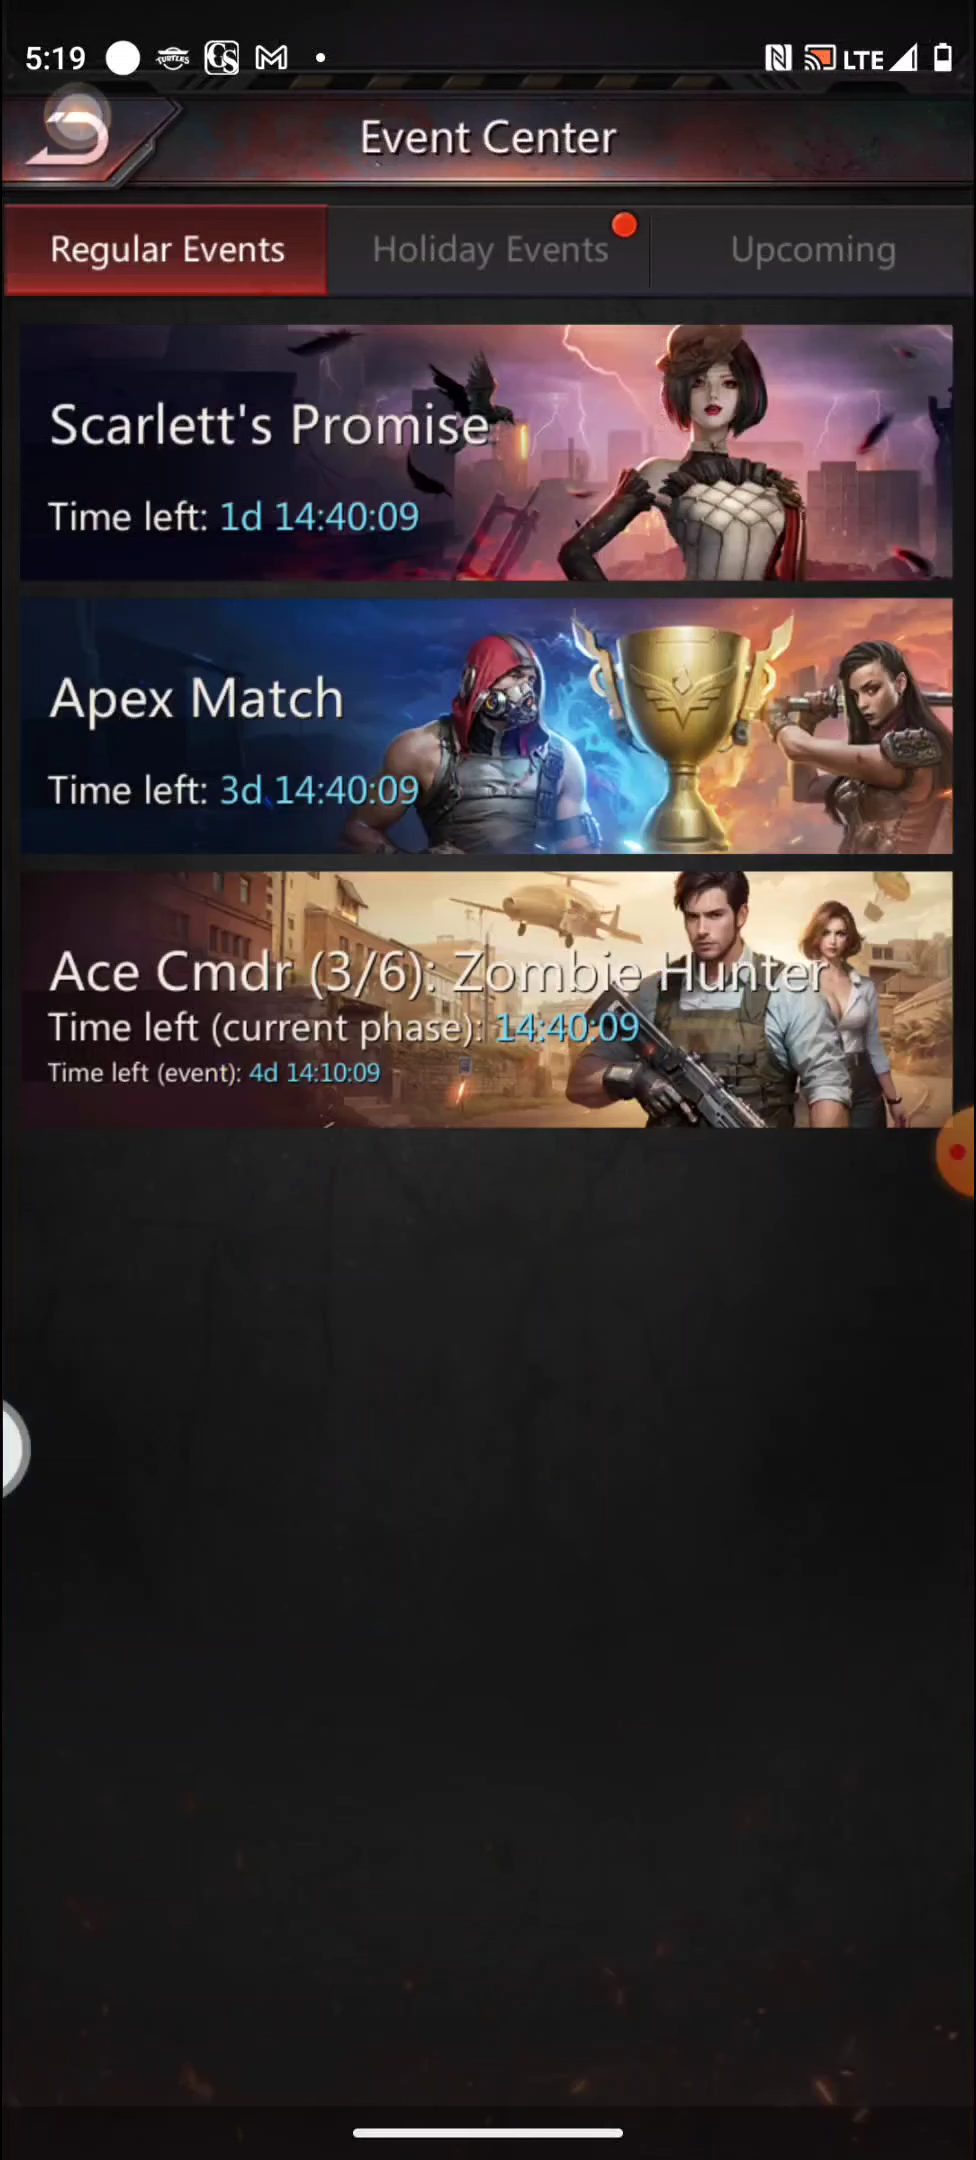 5:19 TURTLES GS M LTE
Event Center
Regular Events Holiday Events Upcoming
Scarlett's Promise
Time left: 1d 14:40:09
Apex Match
Time left: 3d 14:40:09
Ace Cmdr (3/6): Zombie Hunter
Time left (current phase): 14:40:09
Time left (event): 4d 14:10:09